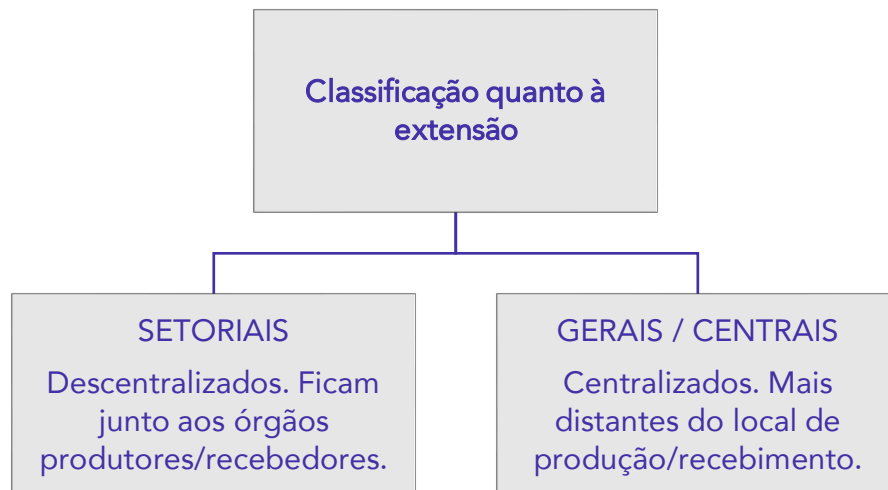 Classificação quanto à
extensão
SETORIAIS
Descentralizados. Ficam
junto aos órgãos
produtores/recebedores.
GERAIS / CENTRAIS
Centralizados. Mais
distantes do local de
produção/recebimento.